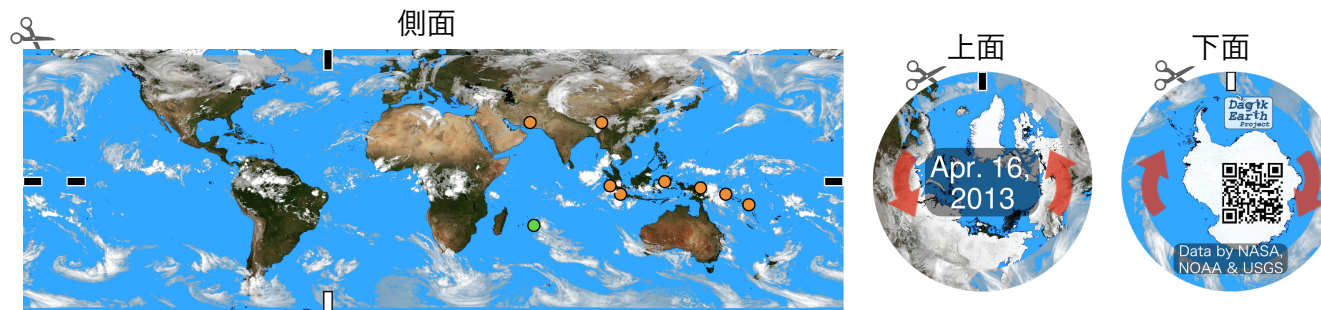 側面
上面
Apr. 16,
2013
下面
Dagik
Earth
Project
Data by NASA,
NOAA & USGS